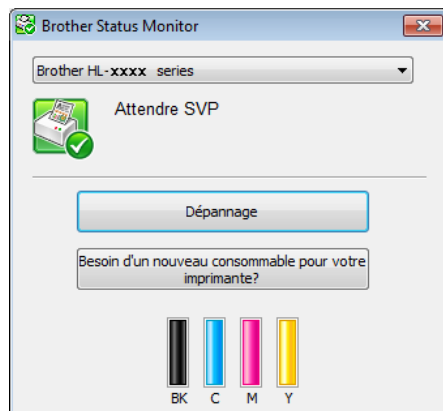 Brother Status Monitor
Brother HL-xxxx series
Attendre SVP
Dépannage
Besoin d'un nouveau consommable pour votre
imprimante?
BK C M Y